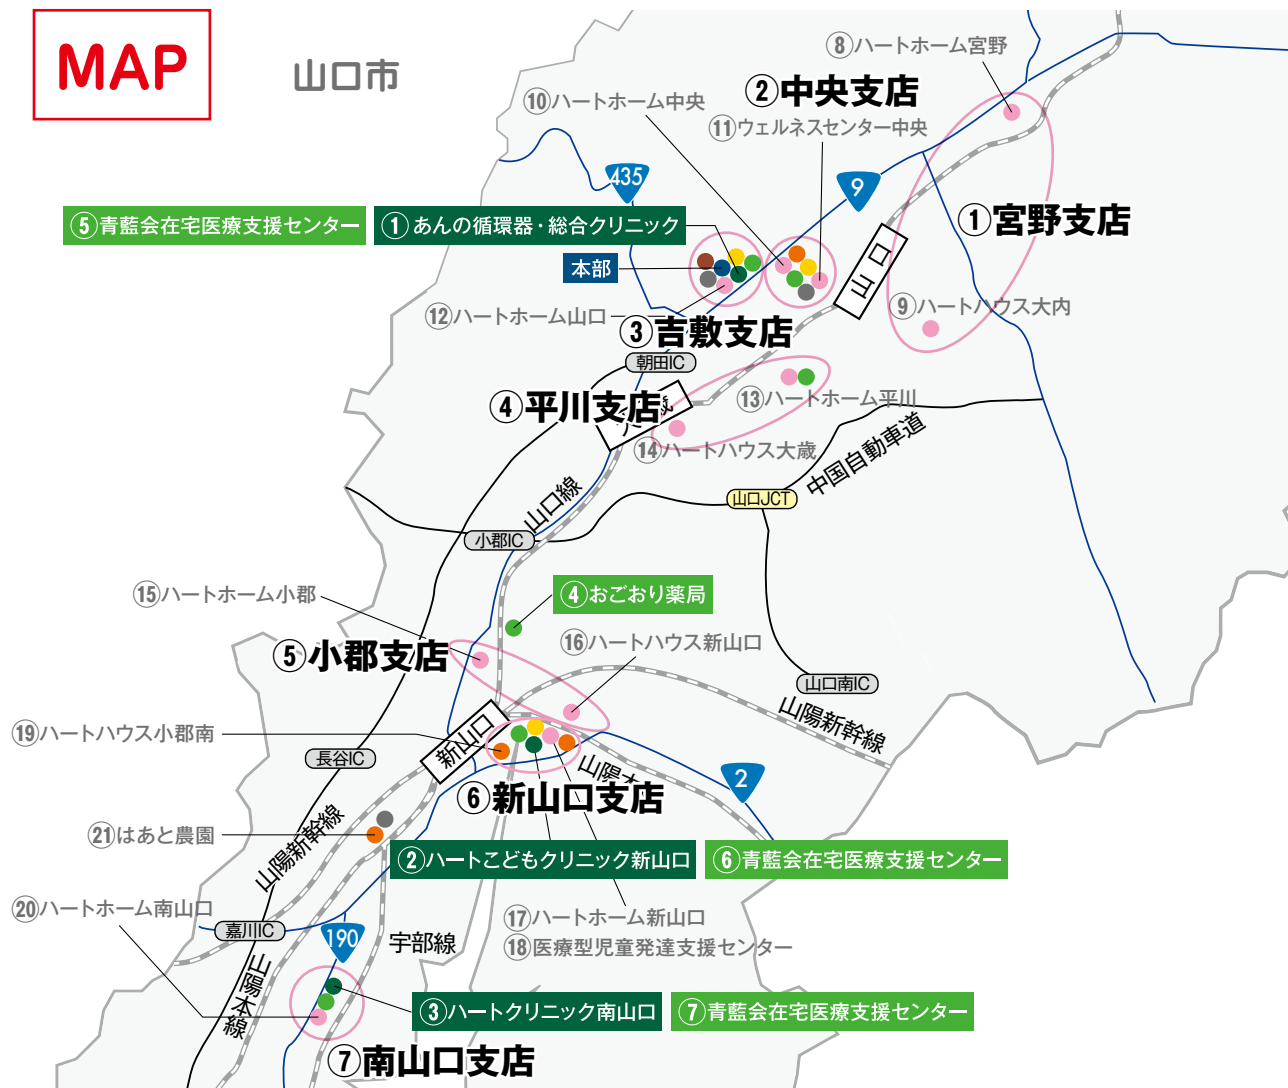 MAP
山口市
⑧ハートホーム宮野
②中央支店
⑩ハートホーム中央
⑪ウェルネスセンター中央
435
9
⑤青藍会在宅医療支援センター
①あんの循環器・総合クリニック
①宮野支店
本部
山口
⑨ハートハウス大内
⑫ハートホーム山口
③吉敷支店
朝田IC
④平川支店
⑬ハートホーム平川
⑭ハートハウス大歳
中国自動車道
山口JCT
山口線
小郡IC
⑮ハートホーム小郡
④おごおり薬局
⑯ハートハウス新山口
⑤小郡支店
山口南IC
山陽新幹線
⑲ハートハウス小郡南
新山口
長谷IC
山陽本
2
⑥新山口支店
㉑はあと農園
山陽新幹線
②ハートこどもクリニック新山口
⑥青藍会在宅医療支援センター
⑳ハートホーム南山口
⑰ハートホーム新山口
嘉川IC
190
宇部線
⑱医療型児童発達支援センター
山陽本線
③ハートクリニック南山口
⑦青藍会在宅医療支援センター
⑦南山口支店